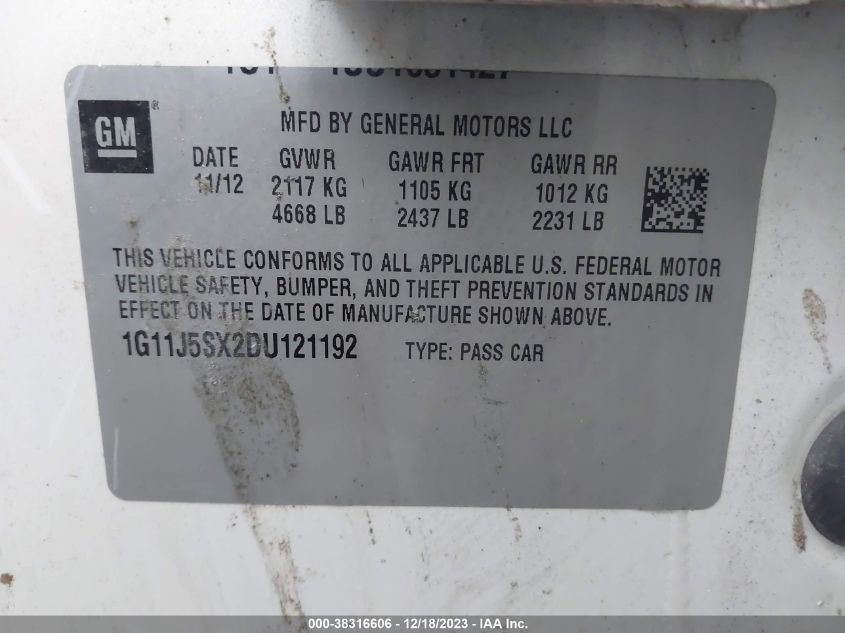 GM ®
MFD BY GENERAL MOTORS LLC
DATE GVWR GAWR FRT GAWR RR
11/12 2117 KG 1105 KG 1012 KG
4668 LB 2437 LB 2231 LB
THIS VEHICLE CONFORMS TO ALL APPLICABLE U.S. FEDERAL MOTOR
VEHICLE SAFETY, BUMPER, AND THEFT PREVENTION STANDARDS IN
EFFECT ON THE DATE OF MANUFACTURE SHOWN ABOVE.
1G11J5SX2DU121192 TYPE: PASS CAR
000-38316606 - 12/18/2023 - IAA Inc.